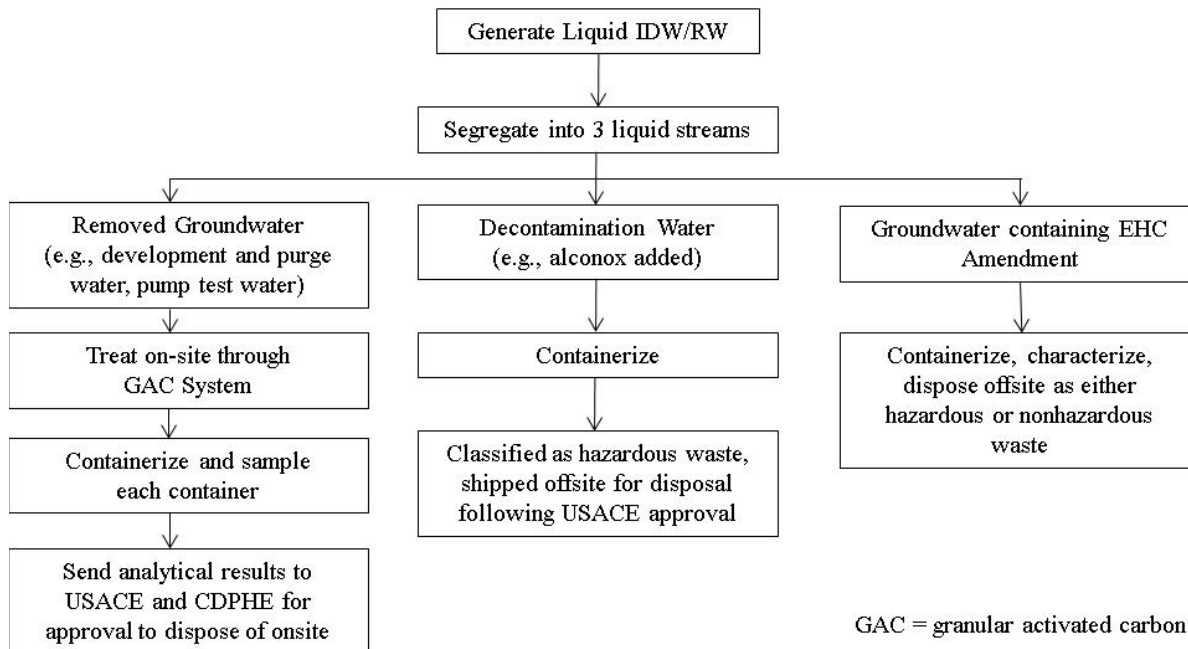 Generate Liquid IDW/RW
Segregate into 3 liquid streams
Removed Groundwater
(e.g., development and purge
water, pump test water)
Treat on-site through
GAC System
Containerize and sample
each container
Send analytical results to
USACE and CDPHE for
approval to dispose of onsite
Decontamination Water
(e.g., alconox added)
Containerize
Classified as hazardous waste,
shipped offsite for disposal
following USACE approval
Groundwater containing EHC
Amendment
Containerize, characterize,
dispose offsite as either
hazardous or nonhazardous
waste
GAC = granular activated carbon